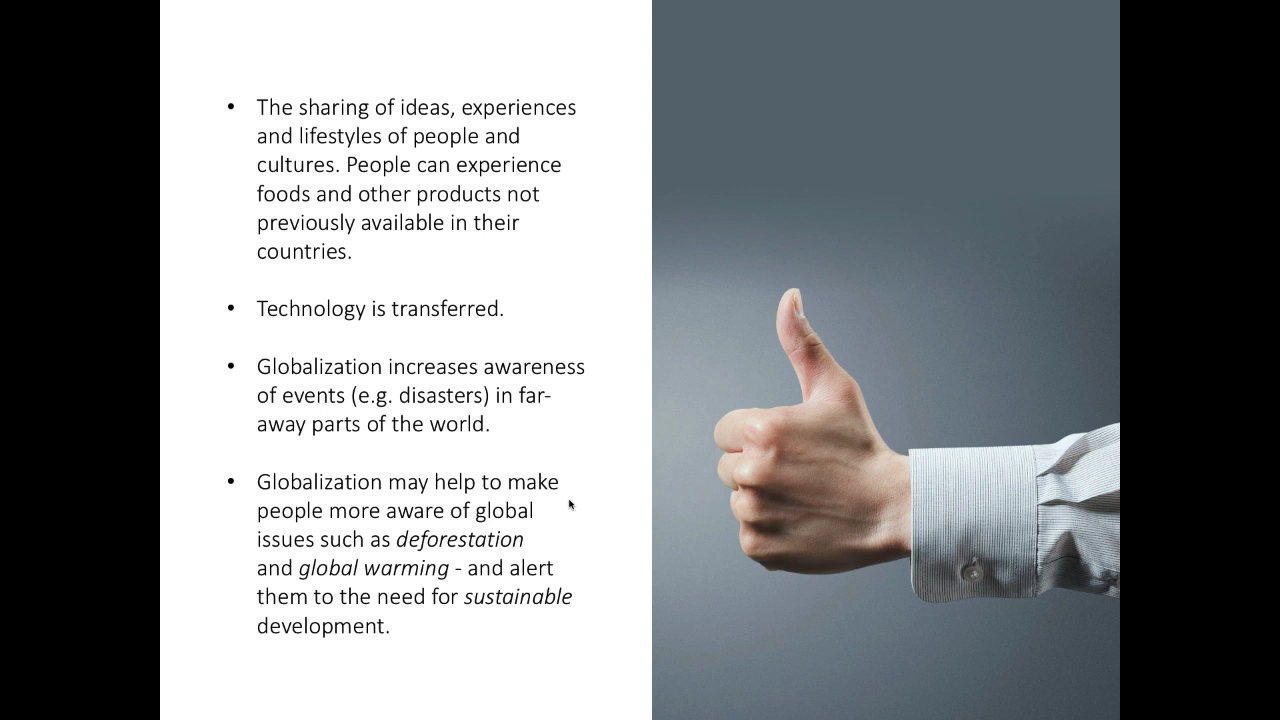 • The sharing of ideas, experiences
and lifestyles of people and
cultures. People can experience
foods and other products not
previously available in their
countries.
• Technology is transferred.
• Globalization increases awareness
of events (e.g. disasters) in far-
away parts of the world.
• Globalization may help to make
people more aware of global
issues such as deforestation
and global warming - and alert
them to the need for sustainable
development.